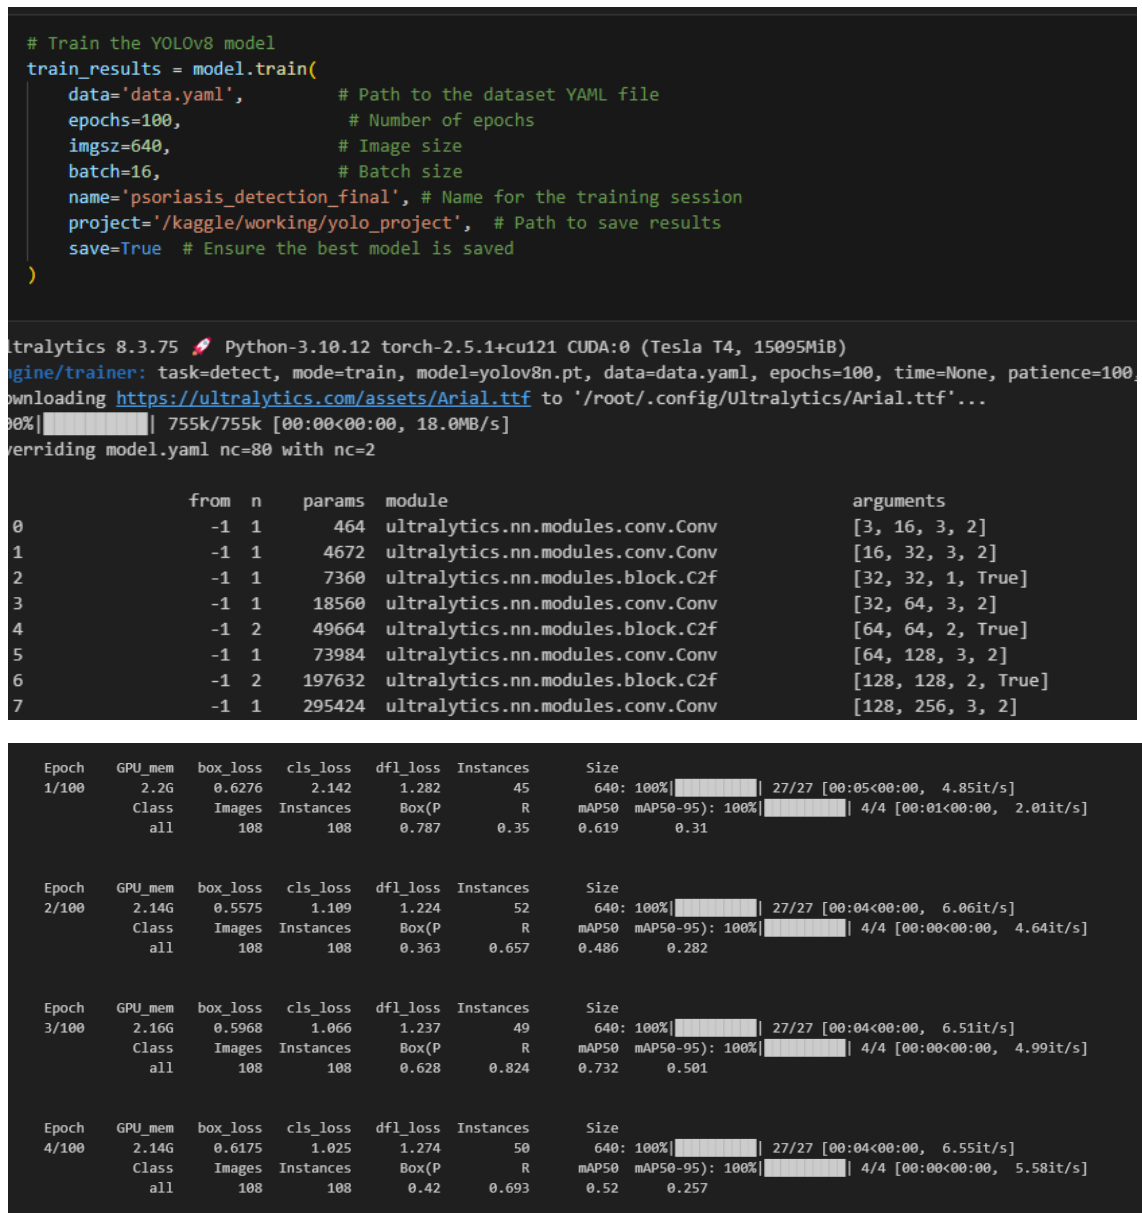 # Train the YOLOv8 model
train_results = model.train(
    data='data.yaml',         # Path to the dataset YAML file
    epochs=100,                # Number of epochs
    imgsz=640,                # Image size
    batch=16,                 # Batch size
    name='psoriasis_detection_final', # Name for the training session
    project='/kaggle/working/yolo_project',  # Path to save results
    save=True  # Ensure the best model is saved
)
ltralytics 8.3.75 🚀 Python-3.10.12 torch-2.5.1+cu121 CUDA:0 (Tesla T4, 15095MiB)
ngine/trainer: task=detect, mode=train, model=yolov8n.pt, data=data.yaml, epochs=100, time=None, patience=100,
ownloading https://ultralytics.com/assets/Arial.ttf to '/root/.config/Ultralytics/Arial.ttf'...
00%|██████████| 755k/755k [00:00<00:00, 18.0MB/s]
verriding model.yaml nc=80 with nc=2
from  n    params  module                                       arguments
0                  -1  1       464  ultralytics.nn.modules.conv.Conv             [3, 16, 3, 2]
1                  -1  1      4672  ultralytics.nn.modules.conv.Conv             [16, 32, 3, 2]
2                  -1  1      7360  ultralytics.nn.modules.block.C2f             [32, 32, 1, True]
3                  -1  1     18560  ultralytics.nn.modules.conv.Conv             [32, 64, 3, 2]
4                  -1  2     49664  ultralytics.nn.modules.block.C2f             [64, 64, 2, True]
5                  -1  1     73984  ultralytics.nn.modules.conv.Conv             [64, 128, 3, 2]
6                  -1  2    197632  ultralytics.nn.modules.block.C2f             [128, 128, 2, True]
7                  -1  1    295424  ultralytics.nn.modules.conv.Conv             [128, 256, 3, 2]
Epoch    GPU_mem   box_loss   cls_loss   dfl_loss  Instances       Size
1/100       2.2G     0.6276      2.142      1.282         45        640: 100%|██████████| 27/27 [00:05<00:00,  4.85it/s]
Class     Images  Instances      Box(P          R      mAP50  mAP50-95): 100%|██████████| 4/4 [00:01<00:00,  2.01it/s]
all        108        108      0.787       0.35      0.619       0.31
Epoch    GPU_mem   box_loss   cls_loss   dfl_loss  Instances       Size
2/100      2.14G     0.5575      1.109      1.224         52        640: 100%|██████████| 27/27 [00:04<00:00,  6.06it/s]
Class     Images  Instances      Box(P          R      mAP50  mAP50-95): 100%|██████████| 4/4 [00:00<00:00,  4.64it/s]
all        108        108      0.363      0.657      0.486      0.282
Epoch    GPU_mem   box_loss   cls_loss   dfl_loss  Instances       Size
3/100      2.16G     0.5968      1.066      1.237         49        640: 100%|██████████| 27/27 [00:04<00:00,  6.51it/s]
Class     Images  Instances      Box(P          R      mAP50  mAP50-95): 100%|██████████| 4/4 [00:00<00:00,  4.99it/s]
all        108        108      0.628      0.824      0.732      0.501
Epoch    GPU_mem   box_loss   cls_loss   dfl_loss  Instances       Size
4/100      2.14G     0.6175      1.025      1.274         50        640: 100%|██████████| 27/27 [00:04<00:00,  6.55it/s]
Class     Images  Instances      Box(P          R      mAP50  mAP50-95): 100%|██████████| 4/4 [00:00<00:00,  5.58it/s]
all        108        108       0.42      0.693       0.52      0.257